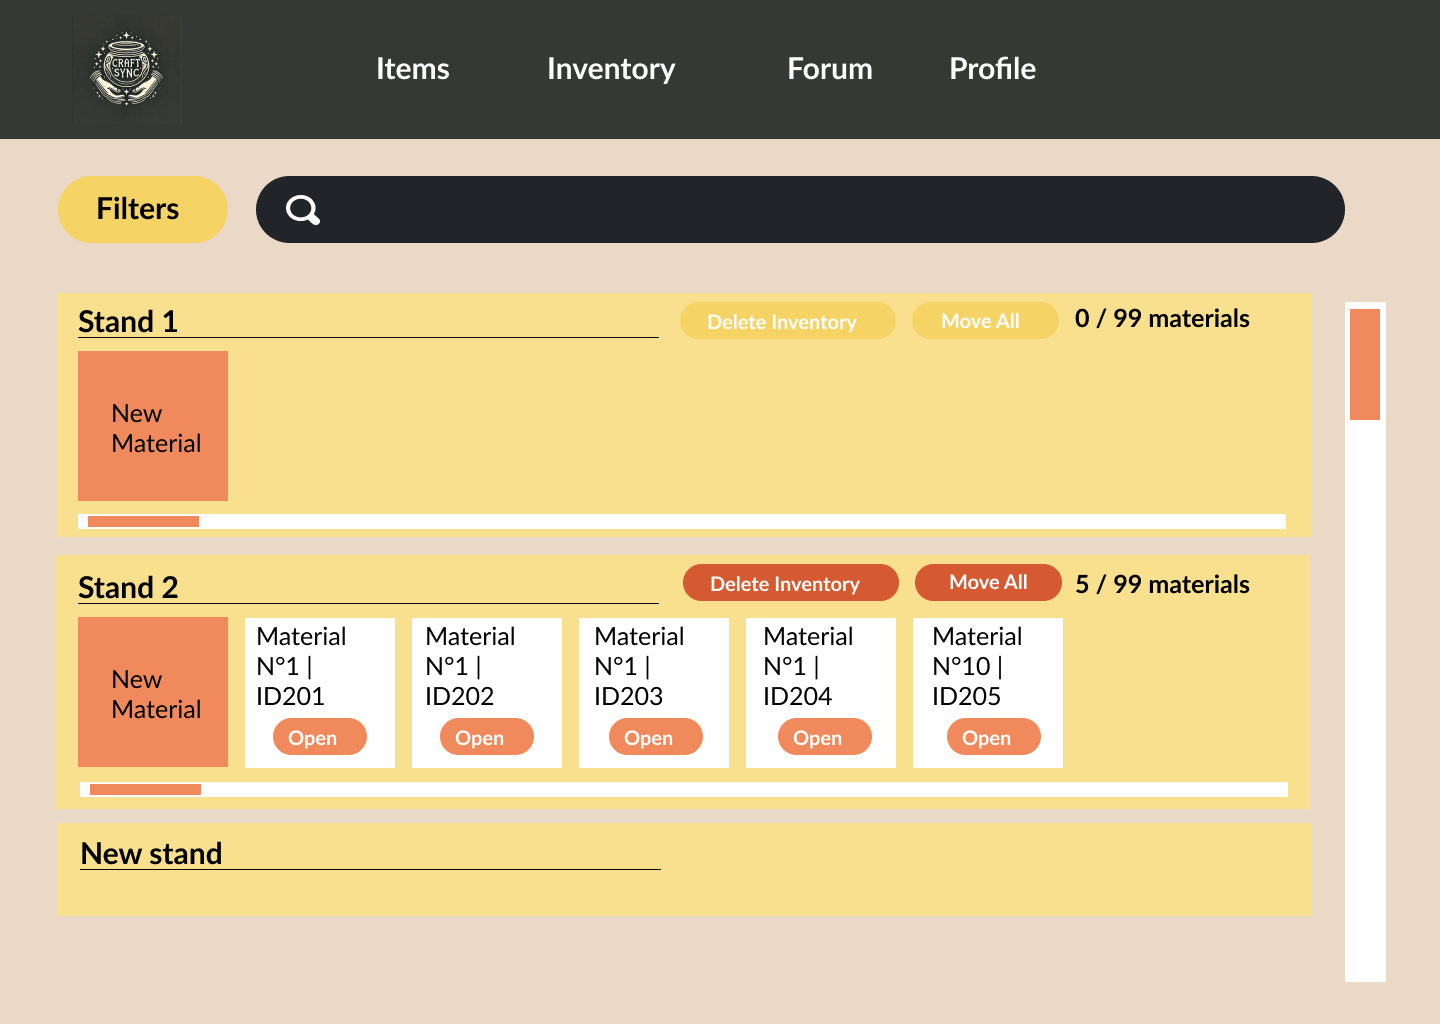 CRAFT
SYNC
Items Inventory Forum Profile
Filters
Stand 1 Delete Inventory Move All 0 / 99 materials
New
Material
Stand 2 Delete Inventory Move All 5 / 99 materials
New
Material
Material
N°1 |
ID201
Open
Material
N°1 |
ID202
Open
Material
N°1 |
ID203
Open
Material
N°1 |
ID204
Open
Material
N°10 |
ID205
Open
New stand